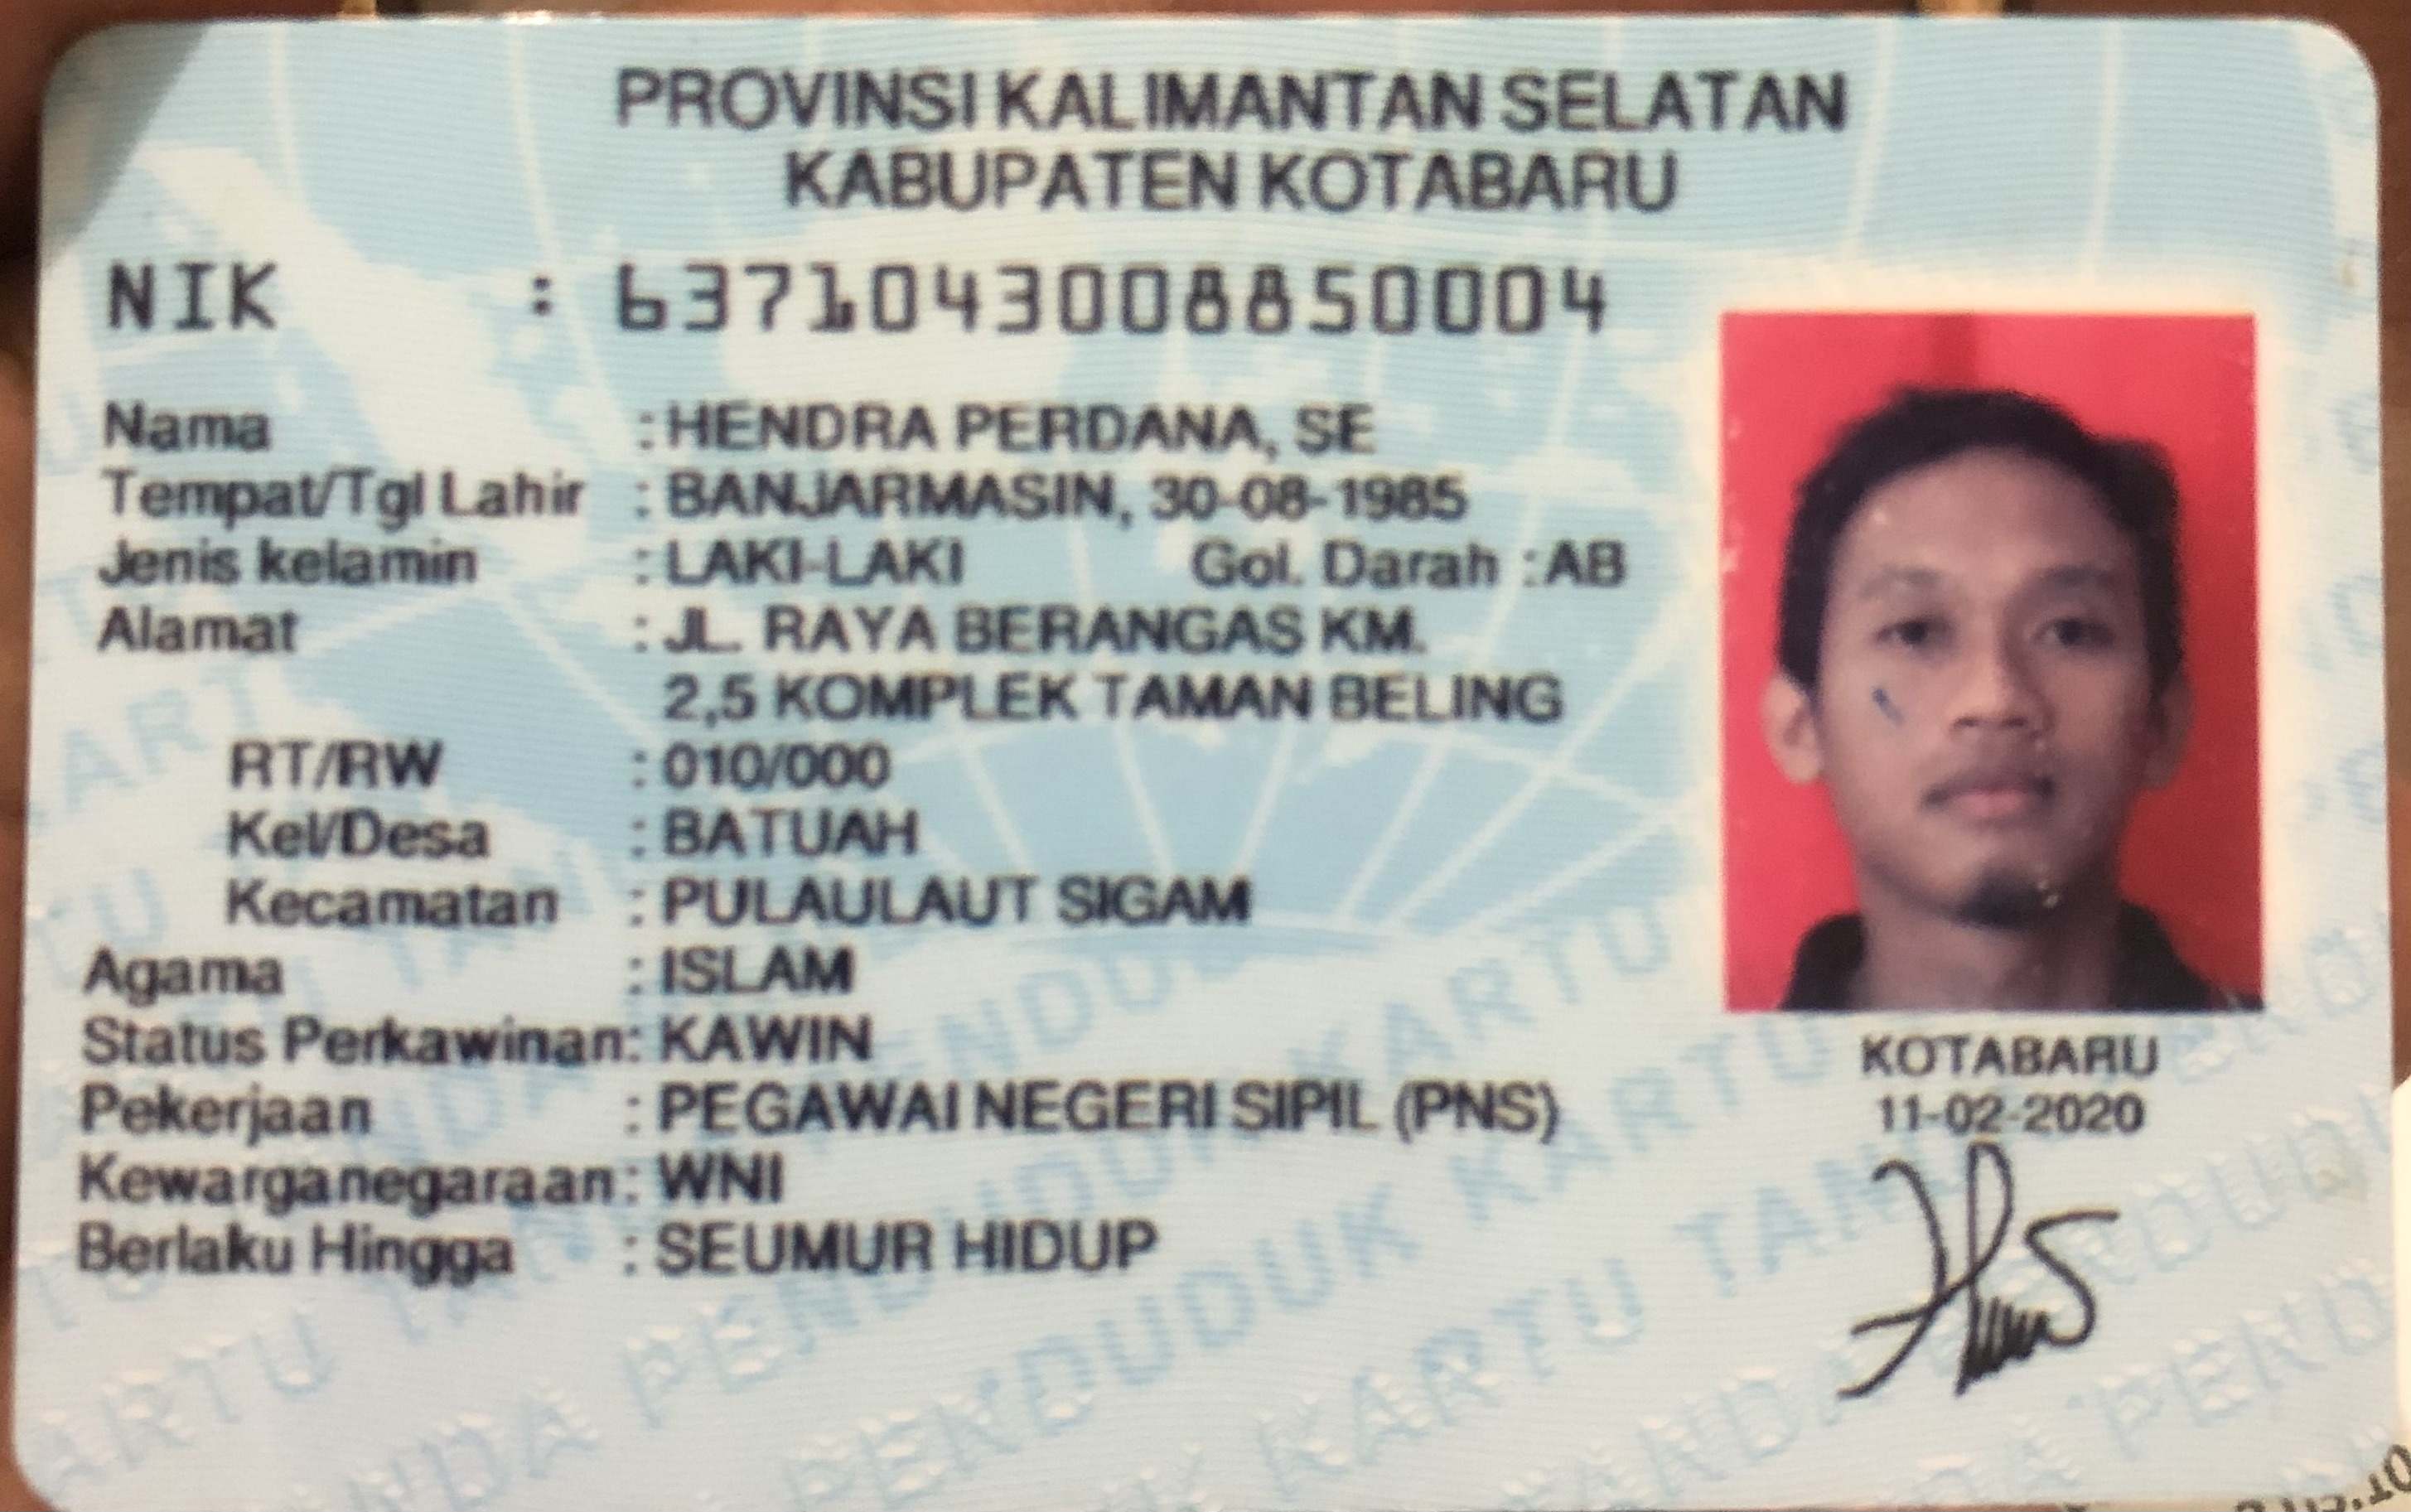 PROVINSI KALIMANTAN SELATAN
KABUPATEN KOTABARU
NIK : 6371043008850004
Nama : HENDRA PERDANA, SE
Tempat/Tgl Lahir : BANJARMASIN, 30-08-1985
Jenis kelamin : LAKI-LAKI Gol. Darah : AB
Alamat : JL. RAYA BERANGAS KM.
2,5 KOMPLEK TAMAN BELING
RT/RW : 010/000
Kel/Desa : BATUAH
Kecamatan : PULAULAUT SIGAM
Agama : ISLAM
Status Perkawinan : KAWIN
Pekerjaan : PEGAWAI NEGERI SIPIL (PNS)
Kewarganegaraan : WNI
Berlaku Hingga : SEUMUR HIDUP
KOTABARU
11-02-2020